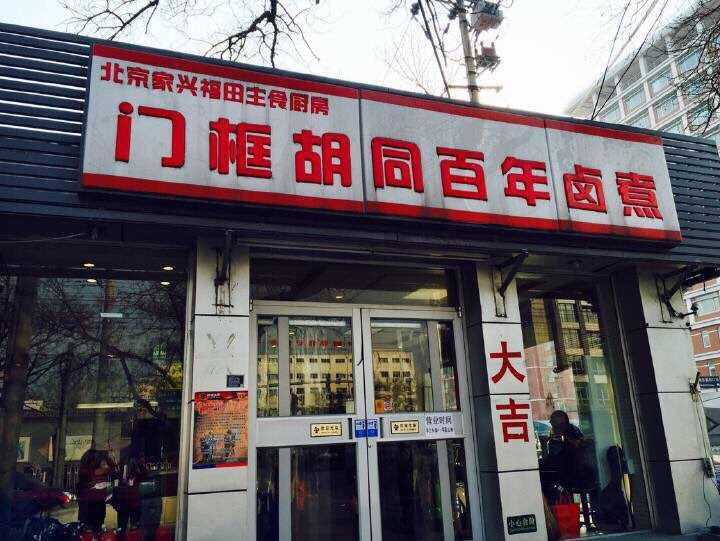 北京家兴福田主食厨房
门框胡同百年卤煮
大吉
营业时间
小心台阶